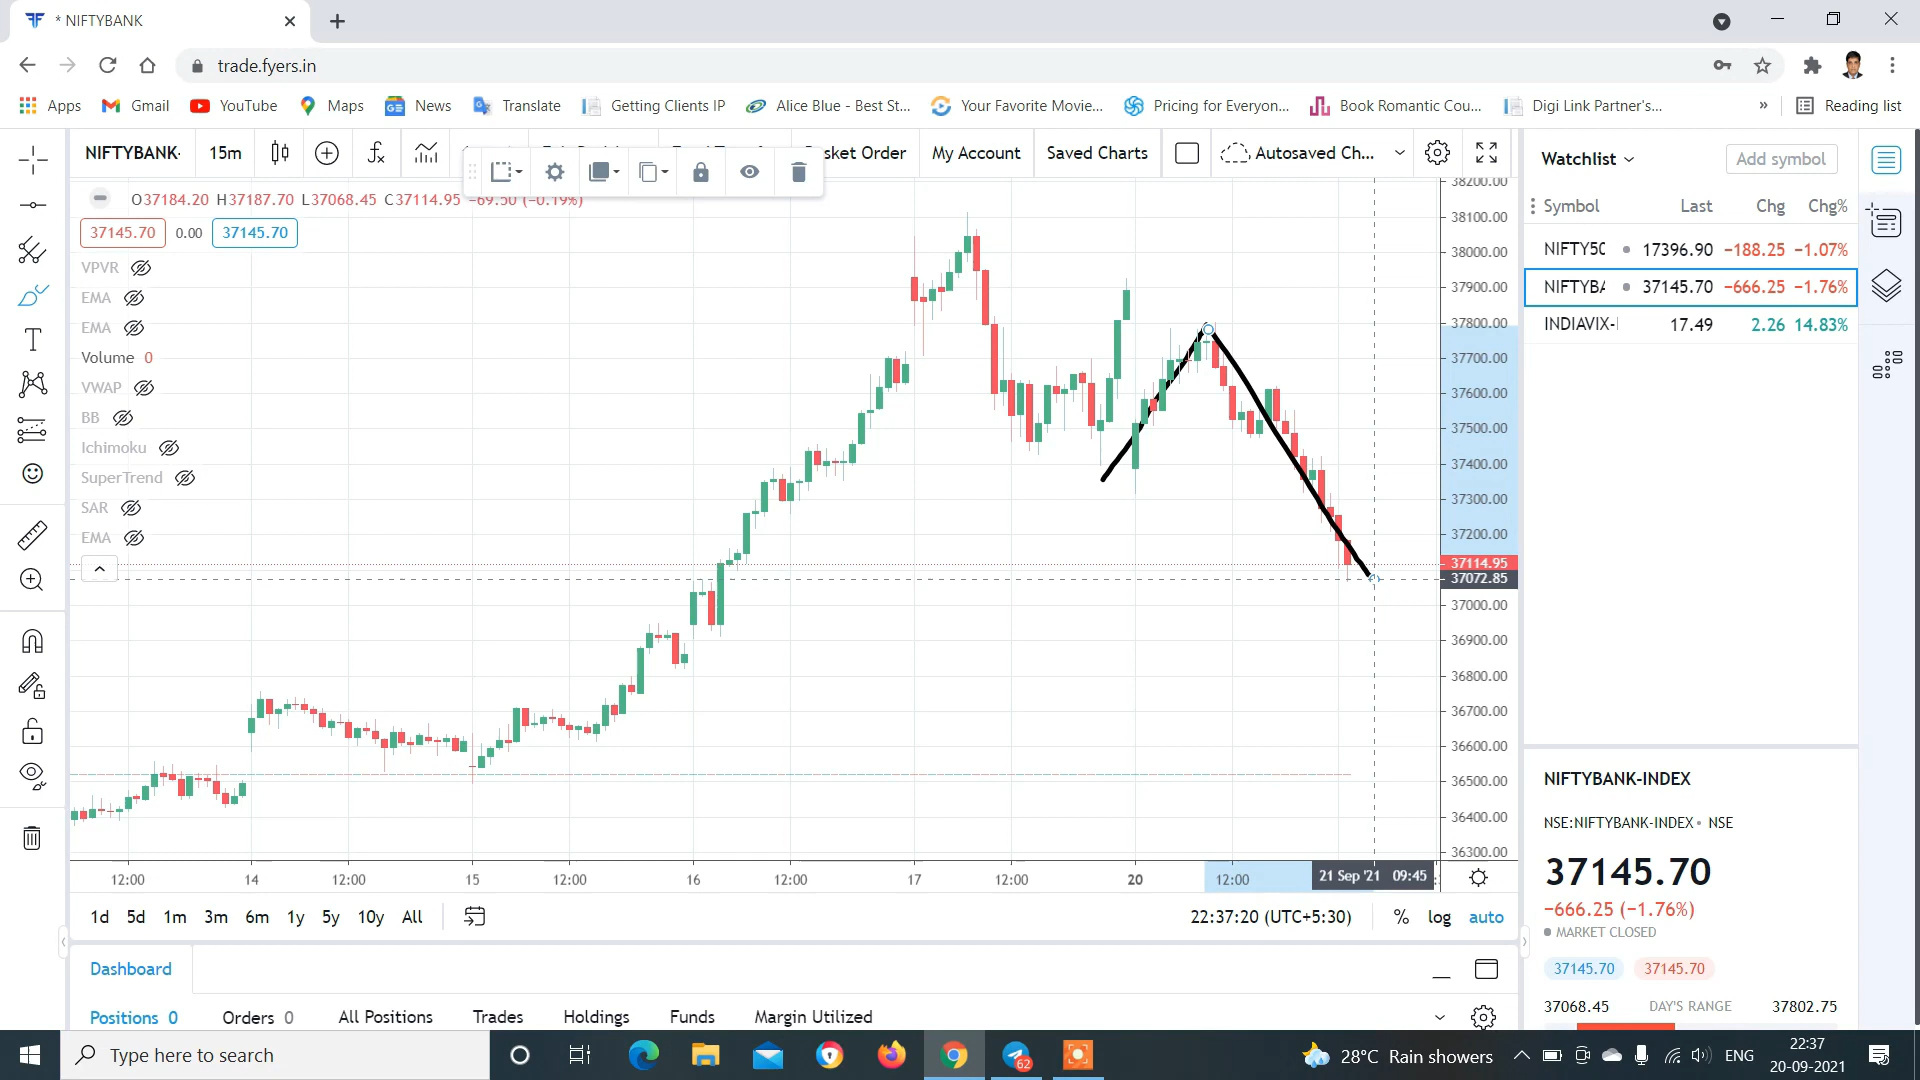 * NIFTYBANK
trade.fyers.in
Apps Gmail YouTube Maps News Translate Getting Clients IP Alice Blue - Best St... Your Favorite Movie... Pricing for Everyon... Book Romantic Cou... Digi Link Partner's... » Reading list
NIFTYBANK- 15m My Account Saved Charts Autosaved Ch...
Watchlist Add symbol
O37184.20 H37187.70 L37068.45 C37114.95 −69.50 (−0.19%)
37145.70 0.00 37145.70
VPVR
EMA
EMA
Volume 0
VWAP
BB
Ichimoku
SuperTrend
SAR
EMA
38200.00
38100.00
38000.00
37900.00
37800.00
37700.00
37600.00
37500.00
37400.00
37300.00
37200.00
37114.95
37072.85
37000.00
36900.00
36800.00
36700.00
36600.00
36500.00
36400.00
36300.00
12:00 14 12:00 15 12:00 16 12:00 17 12:00 20 12:00 21 Sep '21 09:45
1d 5d 1m 3m 6m 1y 5y 10y All 22:37:20 (UTC+5:30) % log auto
Dashboard
Positions 0 Orders 0 All Positions Trades Holdings Funds Margin Utilized
Symbol Last Chg Chg%
NIFTY50 17396.90 −188.25 −1.07%
NIFTYBA 37145.70 −666.25 −1.76%
INDIAVIX-I 17.49 2.26 14.83%
NIFTYBANK-INDEX
NSE:NIFTYBANK-INDEX • NSE
37145.70
−666.25 (−1.76%)
MARKET CLOSED
37145.70 37145.70
37068.45 DAY'S RANGE 37802.75
Type here to search
62
28°C Rain showers
ENG
22:37
20-09-2021